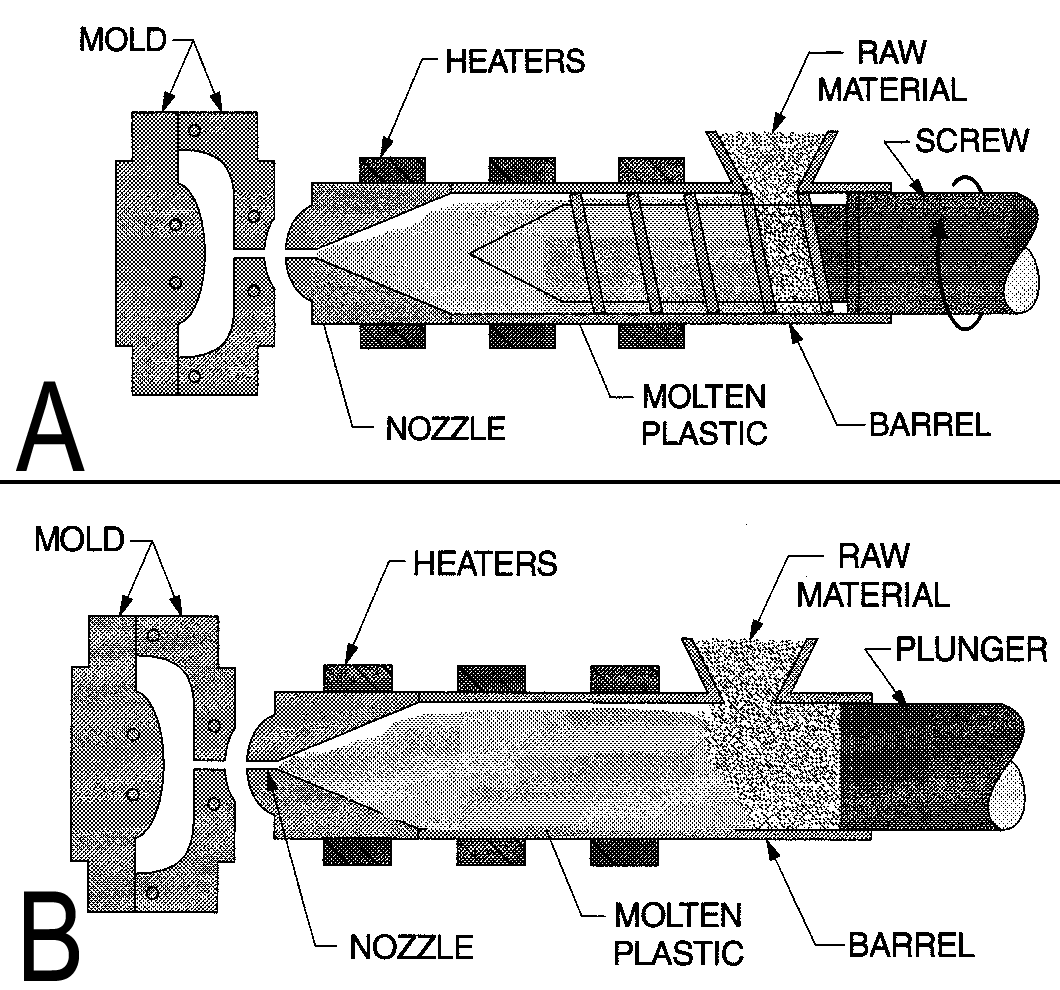 MOLD
HEATERS
RAW
MATERIAL
SCREW
NOZZLE
MOLTEN
PLASTIC
BARREL
A
MOLD
HEATERS
RAW
MATERIAL
PLUNGER
NOZZLE
MOLTEN
PLASTIC
BARREL
B